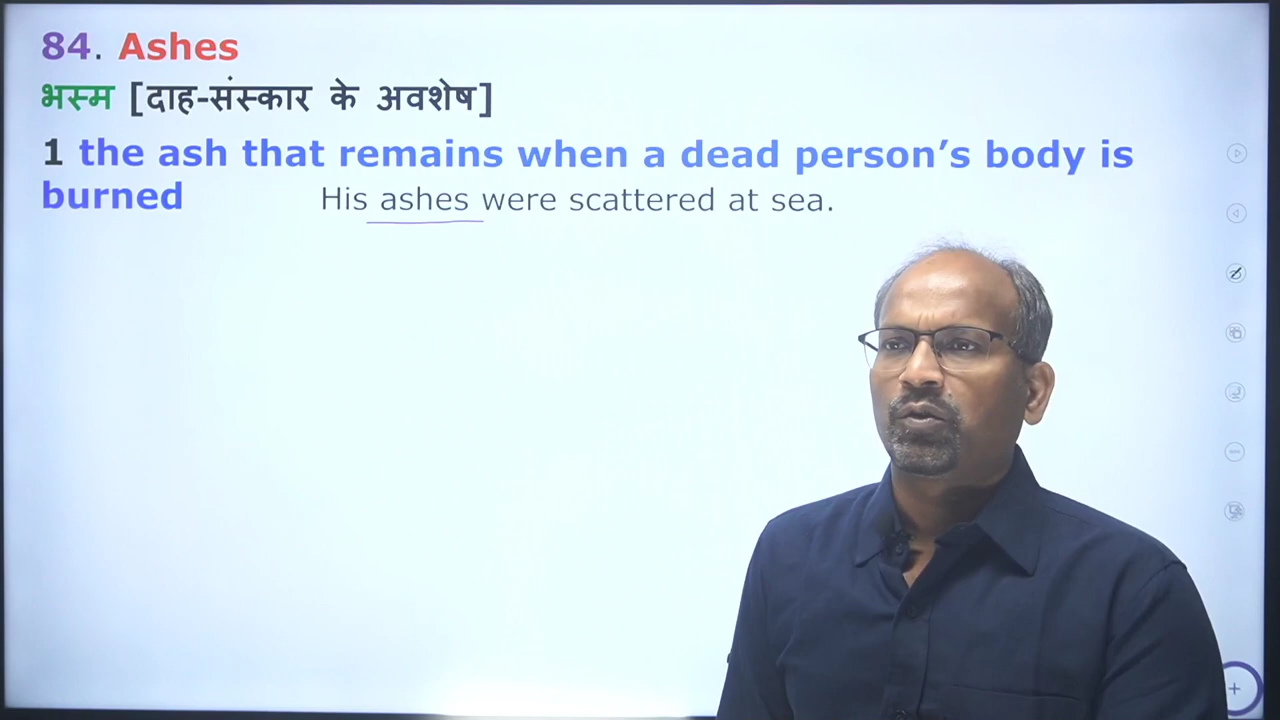 84. Ashes
भस्म [दाह-संस्कार के अवशेष]
1 the ash that remains when a dead person’s body is
burned His ashes were scattered at sea.